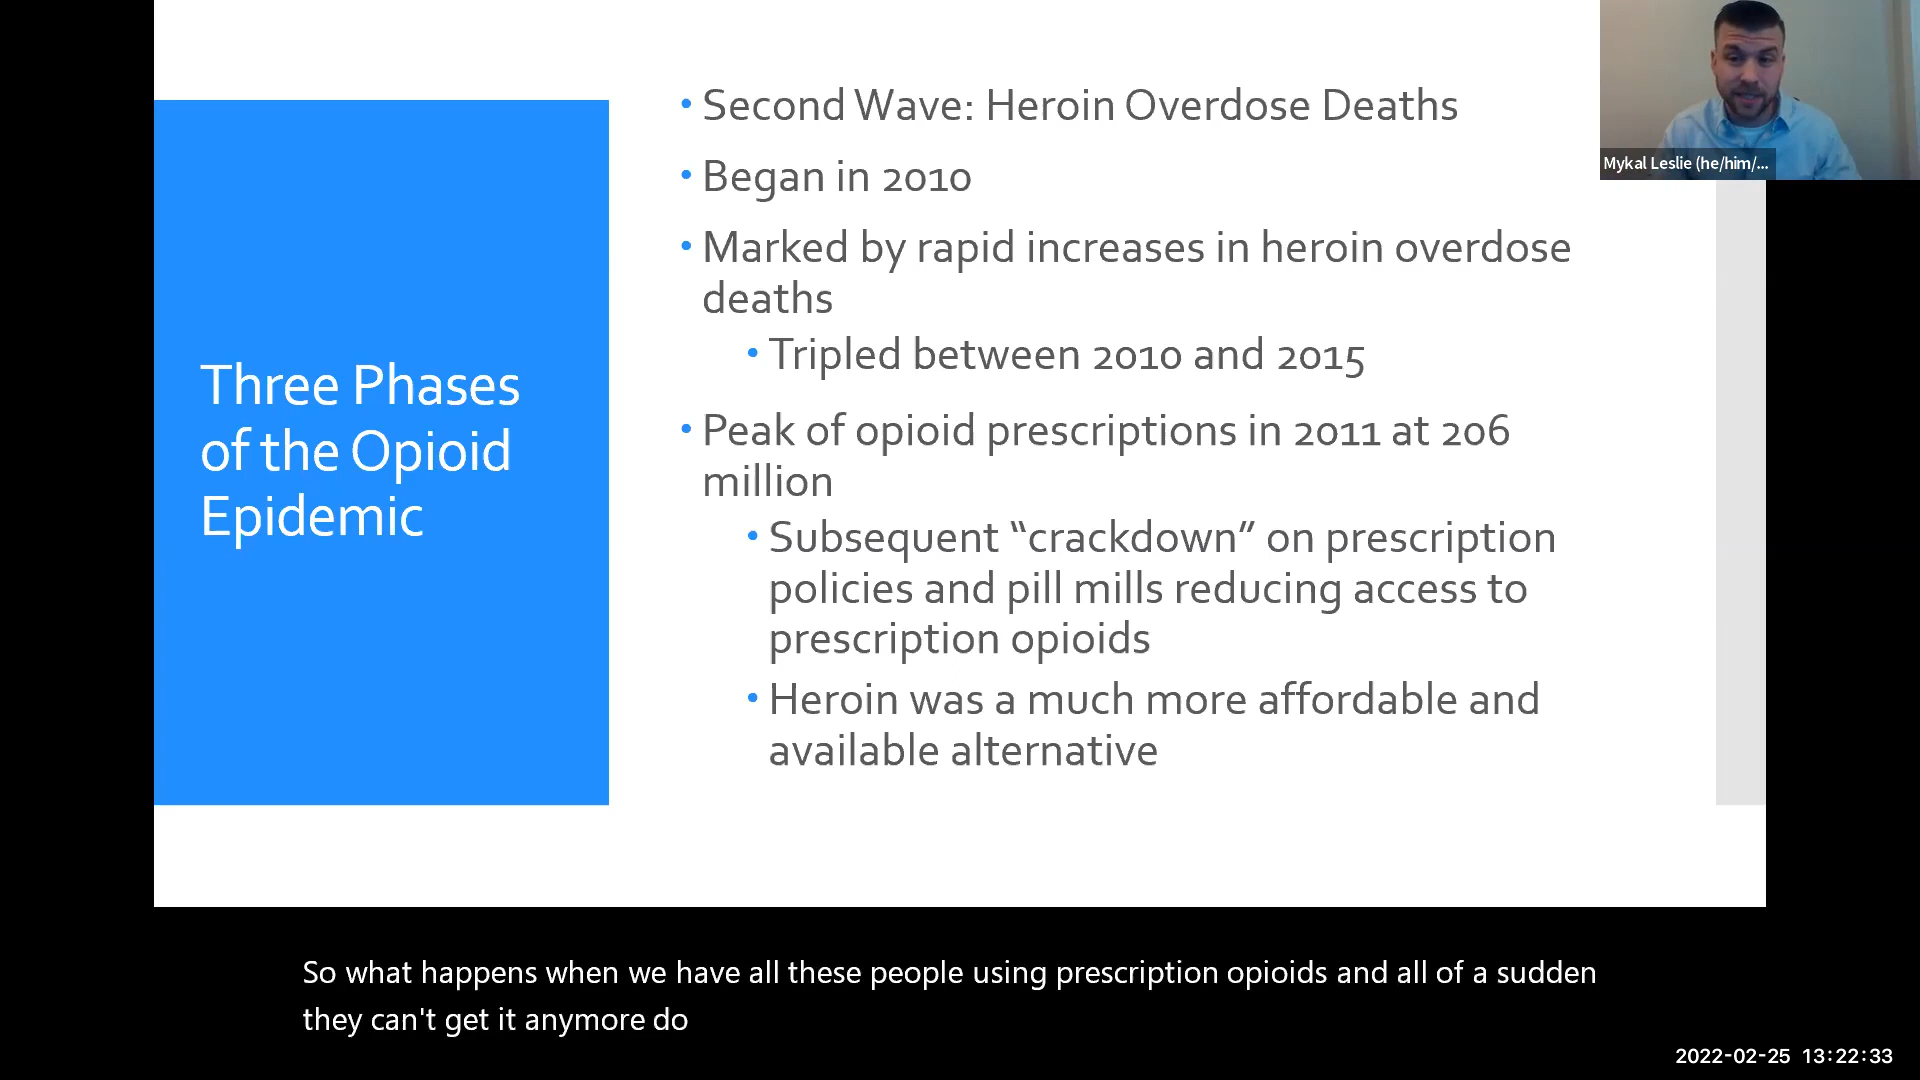 Three Phases
of the Opioid
Epidemic
• Second Wave: Heroin Overdose Deaths
• Began in 2010
• Marked by rapid increases in heroin overdose
deaths
• Tripled between 2010 and 2015
• Peak of opioid prescriptions in 2011 at 206
million
• Subsequent “crackdown” on prescription
policies and pill mills reducing access to
prescription opioids
• Heroin was a much more affordable and
available alternative
Mykal Leslie (he/him/...
So what happens when we have all these people using prescription opioids and all of a sudden
they can't get it anymore do
2022-02-25 13:22:33